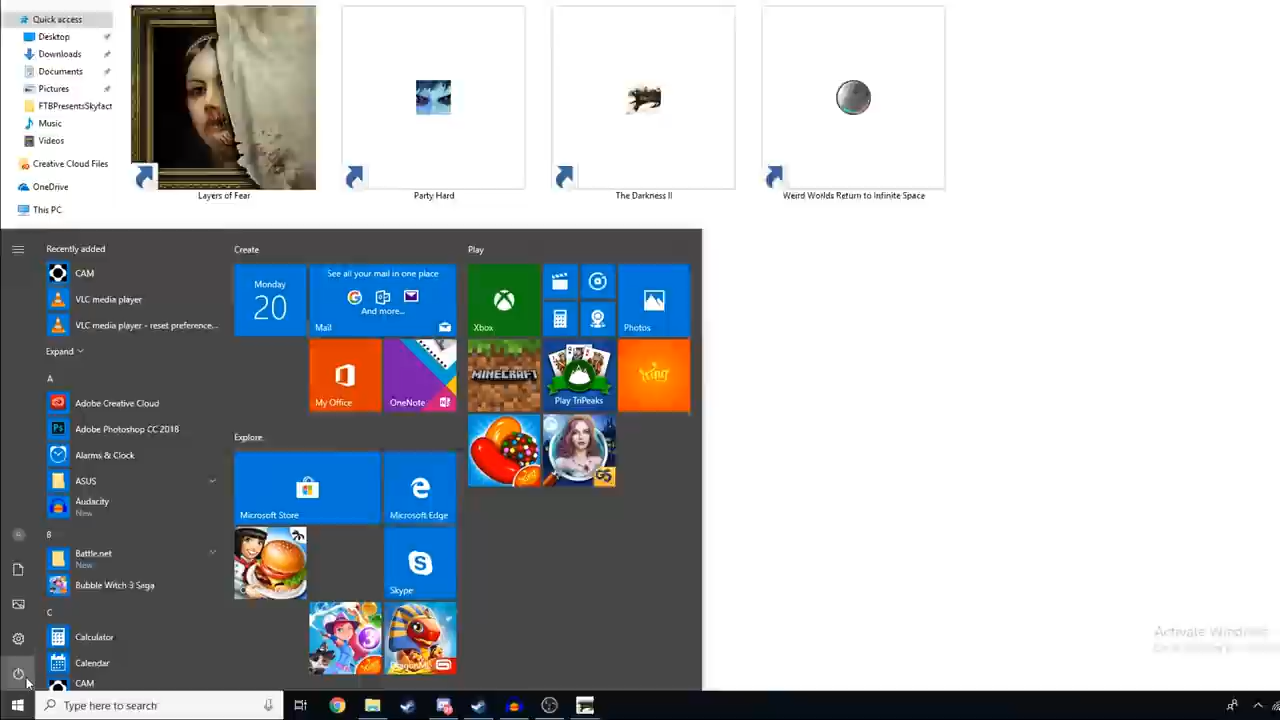 Quick access
Desktop
Downloads
Documents
Pictures
FTBPresentsSkyfact
Music
Videos
Creative Cloud Files
OneDrive
This PC
Layers of Fear
Party Hard
The Darkness II
Weird Worlds Return to Infinite Space
Recently added
CAM
VLC media player
VLC media player - reset preference...
Expand
A
Adobe Creative Cloud
Adobe Photoshop CC 2018
Alarms & Clock
ASUS
Audacity
New
B
Battle.net
New
Bubble Witch 3 Saga
C
Calculator
Calendar
CAM
Create
Monday
20
See all your mail in one place
And more...
Mail
My Office
OneNote
Explore
Microsoft Store
Microsoft Edge
Skype
Play
Xbox
Photos
MINECRAFT
Play TriPeaks
King
Activate Windows
Type here to search